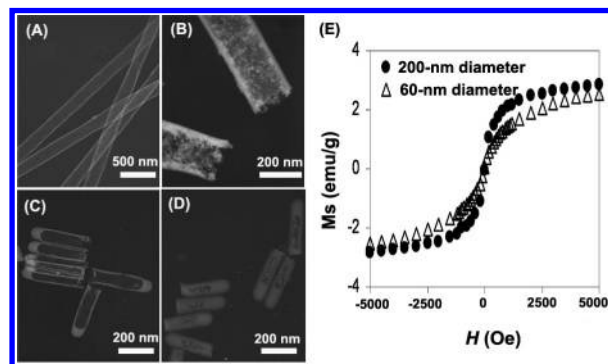 (A)
500 nm
(B)
200 nm
(C)
200 nm
(D)
200 nm
(E)
200-nm diameter
60-nm diameter
Ms (emu/g)
4
2
0
-2
-4
-5000 -2500 0 2500 5000
H (Oe)